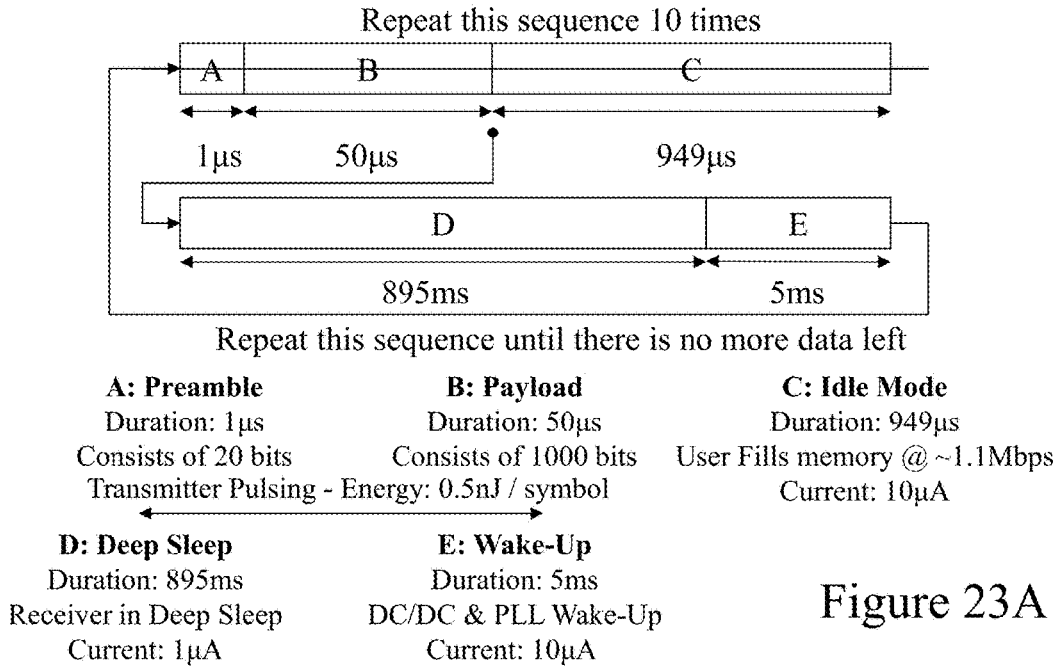 Repeat this sequence 10 times
A B C
1μs 50μs 949μs
D E
895ms 5ms
Repeat this sequence until there is no more data left
A: Preamble
Duration: 1μs
Consists of 20 bits
B: Payload
Duration: 50μs
Consists of 1000 bits
Transmitter Pulsing - Energy: 0.5nJ / symbol
C: Idle Mode
Duration: 949μs
User Fills memory @ ~1.1Mbps
Current: 10μA
D: Deep Sleep
Duration: 895ms
Receiver in Deep Sleep
Current: 1μA
E: Wake-Up
Duration: 5ms
DC/DC & PLL Wake-Up
Current: 10μA
Figure 23A